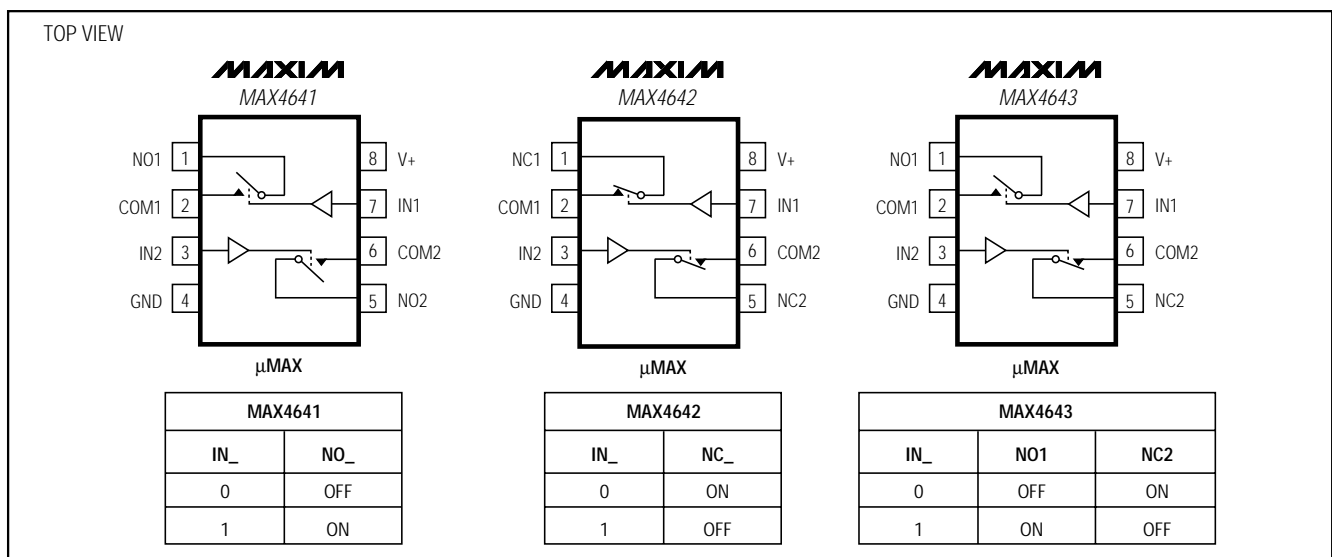 TOP VIEW
MAXIM
MAX4641
NO1 1
COM1 2
IN2 3
GND 4
8 V+
7 IN1
6 COM2
5 NO2
µMAX
MAXIM
MAX4642
NC1 1
COM1 2
IN2 3
GND 4
8 V+
7 IN1
6 COM2
5 NC2
µMAX
MAXIM
MAX4643
NO1 1
COM1 2
IN2 3
GND 4
8 V+
7 IN1
6 COM2
5 NC2
µMAX
MAX4641
IN_ NO_
0 OFF
1 ON
MAX4642
IN_ NC_
0 ON
1 OFF
MAX4643
IN_ NO1 NC2
0 OFF ON
1 ON OFF